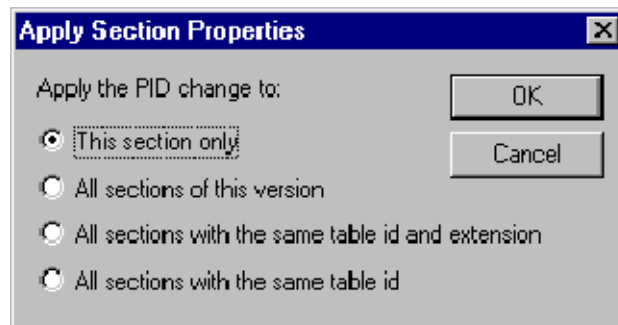 Apply Section Properties
Apply the PID change to:
OK
This section only
Cancel
All sections of this version
All sections with the same table id and extension
All sections with the same table id